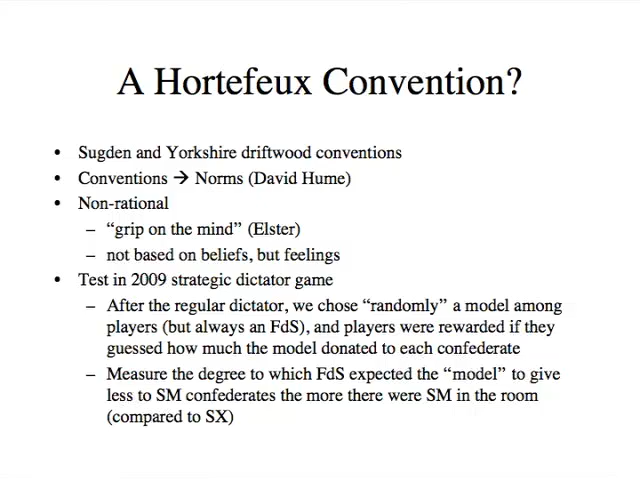 A Hortefeux Convention?
• Sugden and Yorkshire driftwood conventions
• Conventions → Norms (David Hume)
• Non-rational
– “grip on the mind” (Elster)
– not based on beliefs, but feelings
• Test in 2009 strategic dictator game
– After the regular dictator, we chose “randomly” a model among
players (but always an FdS), and players were rewarded if they
guessed how much the model donated to each confederate
– Measure the degree to which FdS expected the “model” to give
less to SM confederates the more there were SM in the room
(compared to SX)